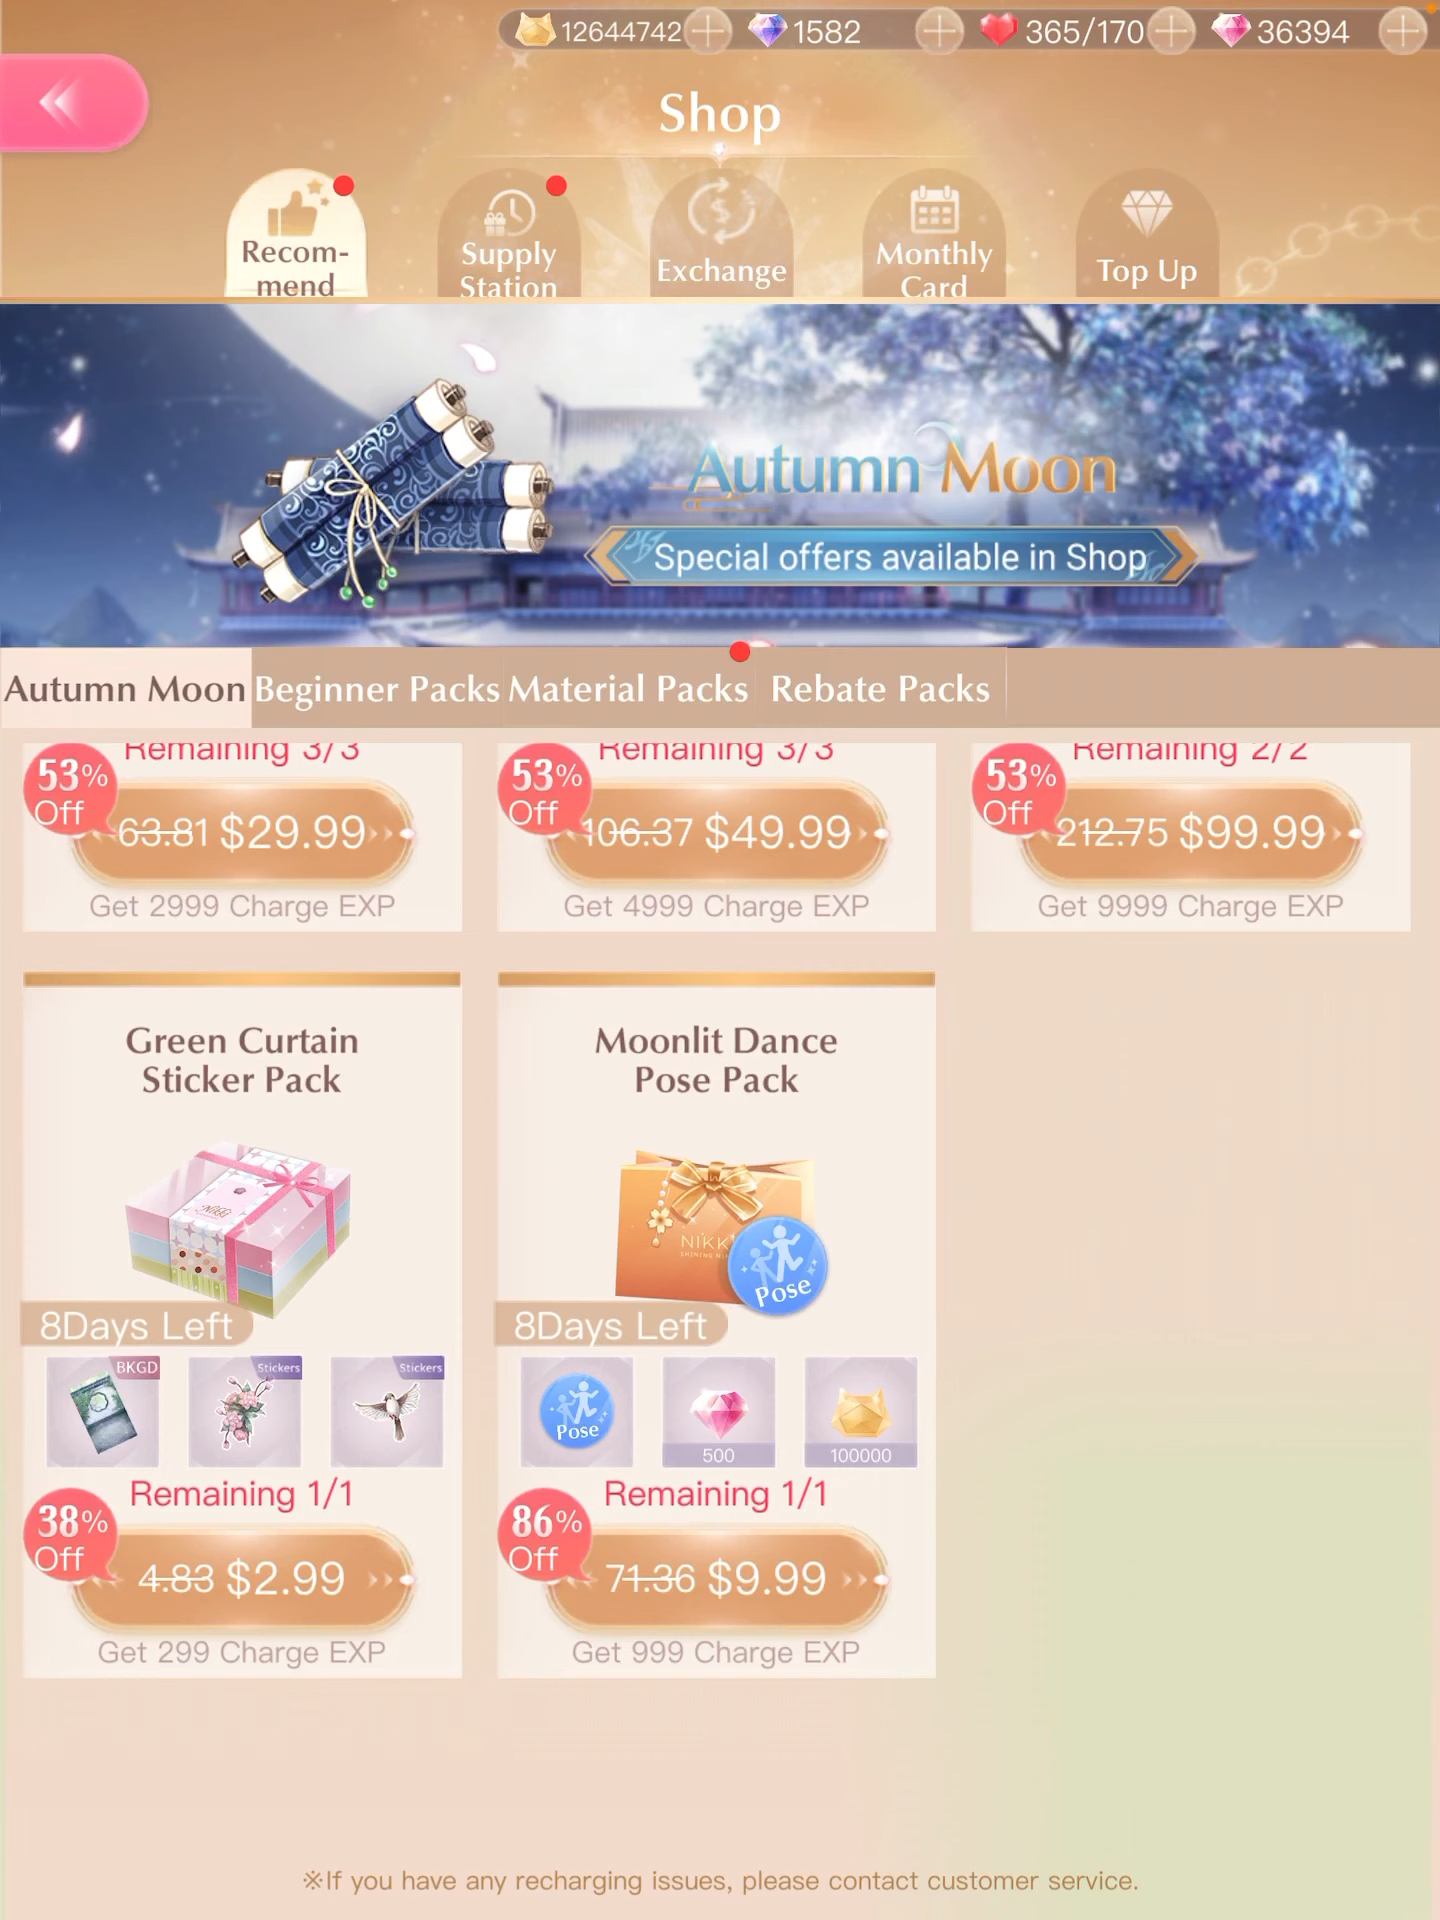 12644742
1582
365/170
36394
Shop
Recom-
mend
Supply
Station
Exchange
Monthly
Card
Top Up
Autumn Moon
Special offers available in Shop
Autumn Moon
Beginner Packs
Material Packs
Rebate Packs
Remaining 3/3
53%
Off
63.81 $29.99
Get 2999 Charge EXP
Remaining 3/3
53%
Off
106.37 $49.99
Get 4999 Charge EXP
Remaining 2/2
53%
Off
212.75 $99.99
Get 9999 Charge EXP
Green Curtain
Sticker Pack
Nikki
8Days Left
BKGD
Stickers
Stickers
Remaining 1/1
38%
Off
4.83 $2.99
Get 299 Charge EXP
Moonlit Dance
Pose Pack
NIKK
Pose
8Days Left
Pose
500
100000
Remaining 1/1
86%
Off
71.36 $9.99
Get 999 Charge EXP
※If you have any recharging issues, please contact customer service.